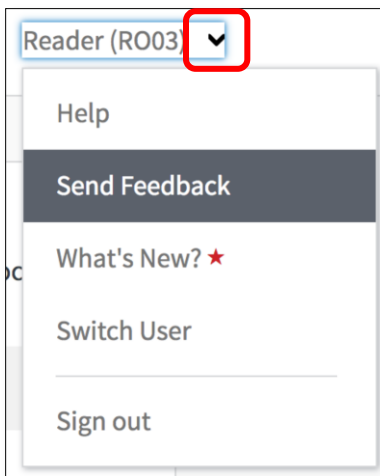 Reader (RO03)
Help
Send Feedback
What's New? ★
Switch User
Sign out